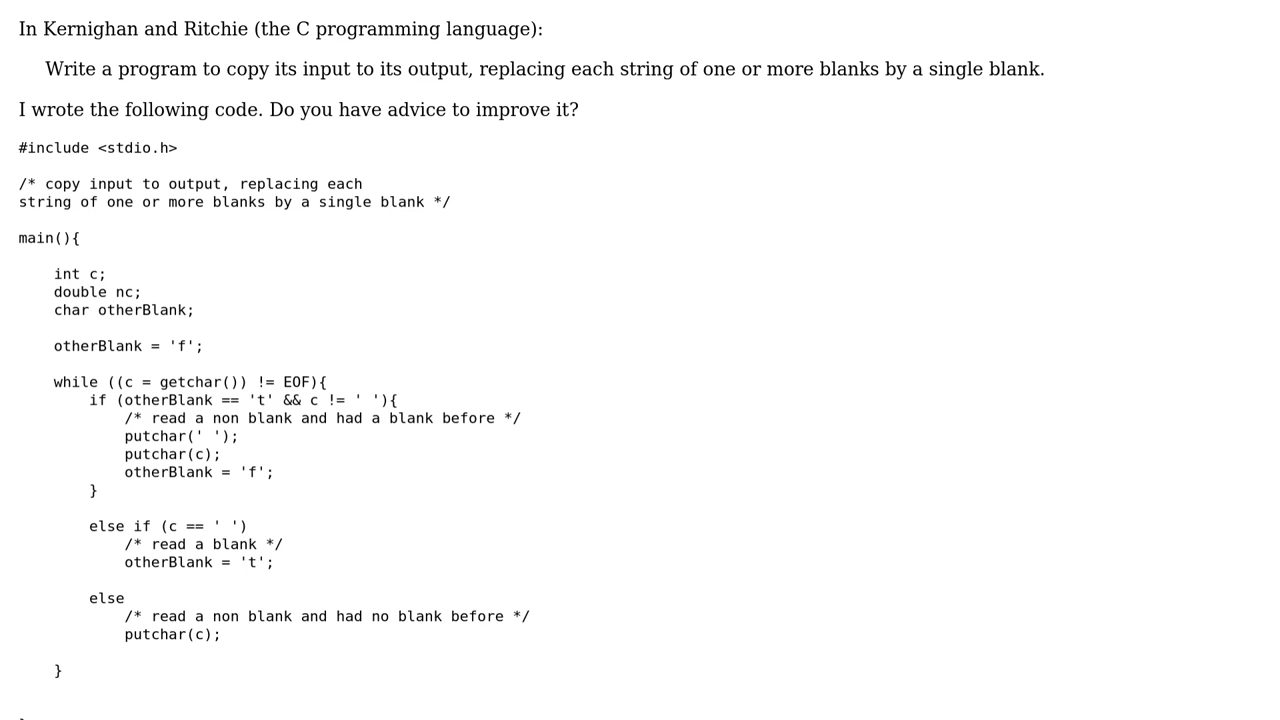 In Kernighan and Ritchie (the C programming language):
Write a program to copy its input to its output, replacing each string of one or more blanks by a single blank.
I wrote the following code. Do you have advice to improve it?
#include <stdio.h>
/* copy input to output, replacing each
string of one or more blanks by a single blank */
main(){
    int c;
    double nc;
    char otherBlank;
    otherBlank = 'f';
    while ((c = getchar()) != EOF){
        if (otherBlank == 't' && c != ' '){
            /* read a non blank and had a blank before */
            putchar(' ');
            putchar(c);
            otherBlank = 'f';
        }
        else if (c == ' ')
            /* read a blank */
            otherBlank = 't';
        else
            /* read a non blank and had no blank before */
            putchar(c);
    }